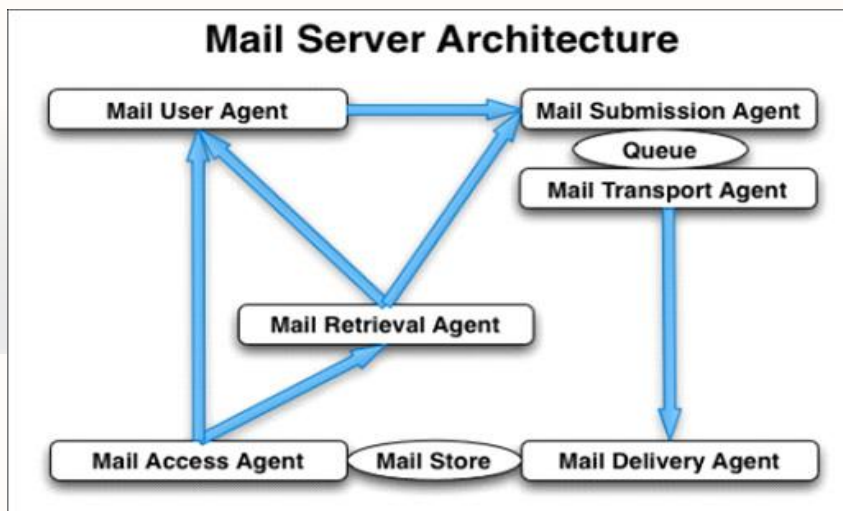 Mail Server Architecture
Mail User Agent
Mail Submission Agent
Queue
Mail Transport Agent
Mail Retrieval Agent
Mail Access Agent
Mail Store
Mail Delivery Agent